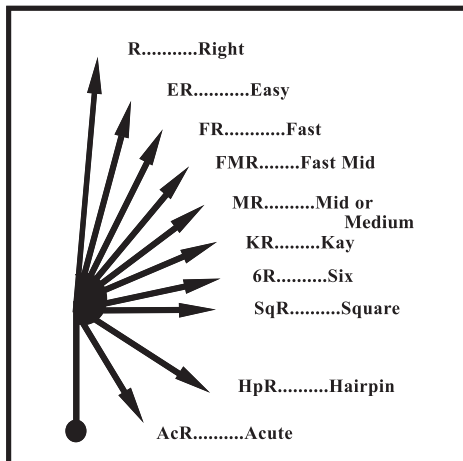 R...........Right
ER...........Easy
FR............Fast
FMR........Fast Mid
MR..........Mid or
Medium
KR.........Kay
6R..........Six
SqR..........Square
HpR..........Hairpin
AcR..........Acute